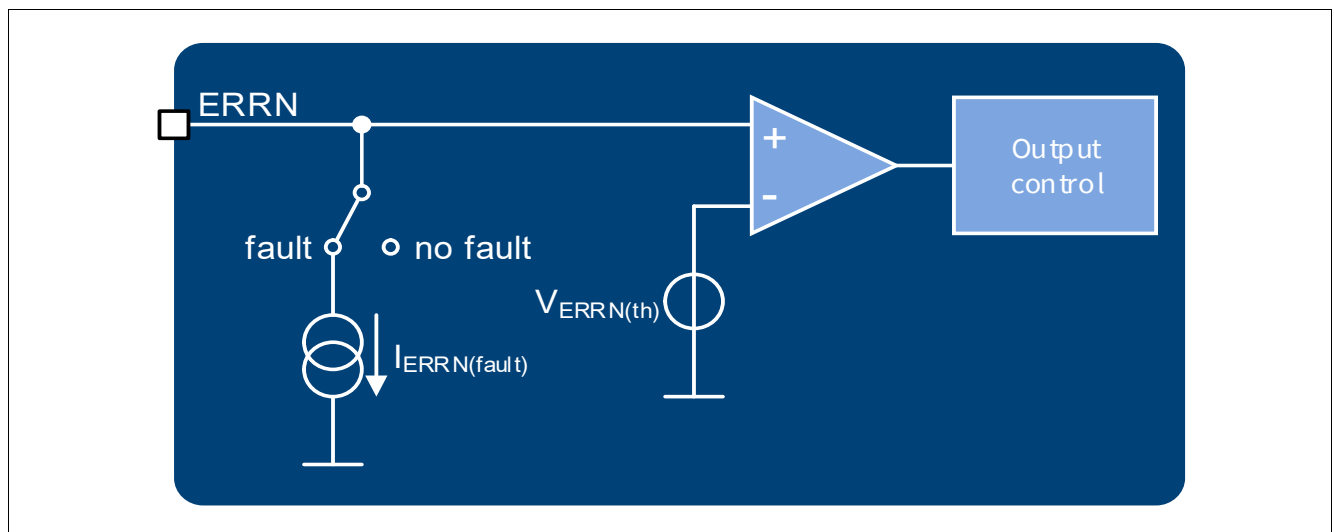 ERRN
+
-
Output
control
fault
no fault
VERRN(th)
IERRN(fault)